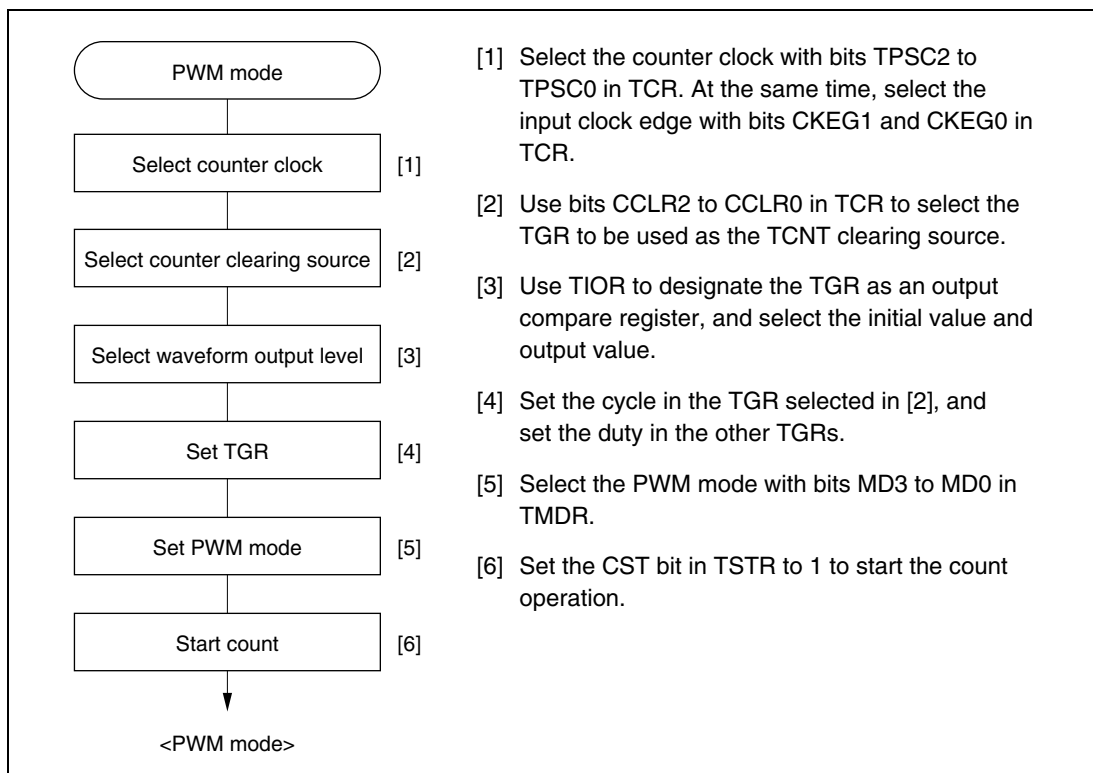 PWM mode
Select counter clock [1]
Select counter clearing source [2]
Select waveform output level [3]
Set TGR [4]
Set PWM mode [5]
Start count [6]
<PWM mode>
[1] Select the counter clock with bits TPSC2 to
TPSC0 in TCR. At the same time, select the
input clock edge with bits CKEG1 and CKEG0 in
TCR.
[2] Use bits CCLR2 to CCLR0 in TCR to select the
TGR to be used as the TCNT clearing source.
[3] Use TIOR to designate the TGR as an output
compare register, and select the initial value and
output value.
[4] Set the cycle in the TGR selected in [2], and
set the duty in the other TGRs.
[5] Select the PWM mode with bits MD3 to MD0 in
TMDR.
[6] Set the CST bit in TSTR to 1 to start the count
operation.